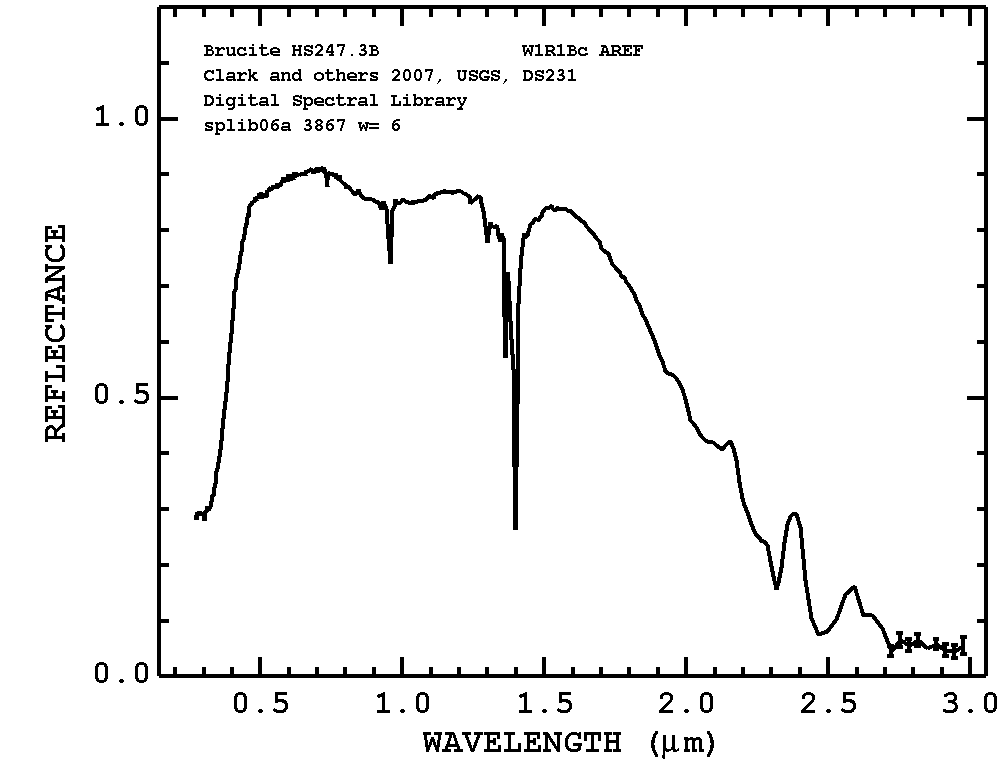 Brucite HS247.3B W1R1Bc AREF
Clark and others 2007, USGS, DS231
Digital Spectral Library
splib06a 3867 w= 6
1.0
0.5
0.0
REFLECTANCE
0.5 1.0 1.5 2.0 2.5 3.0
WAVELENGTH (μm)